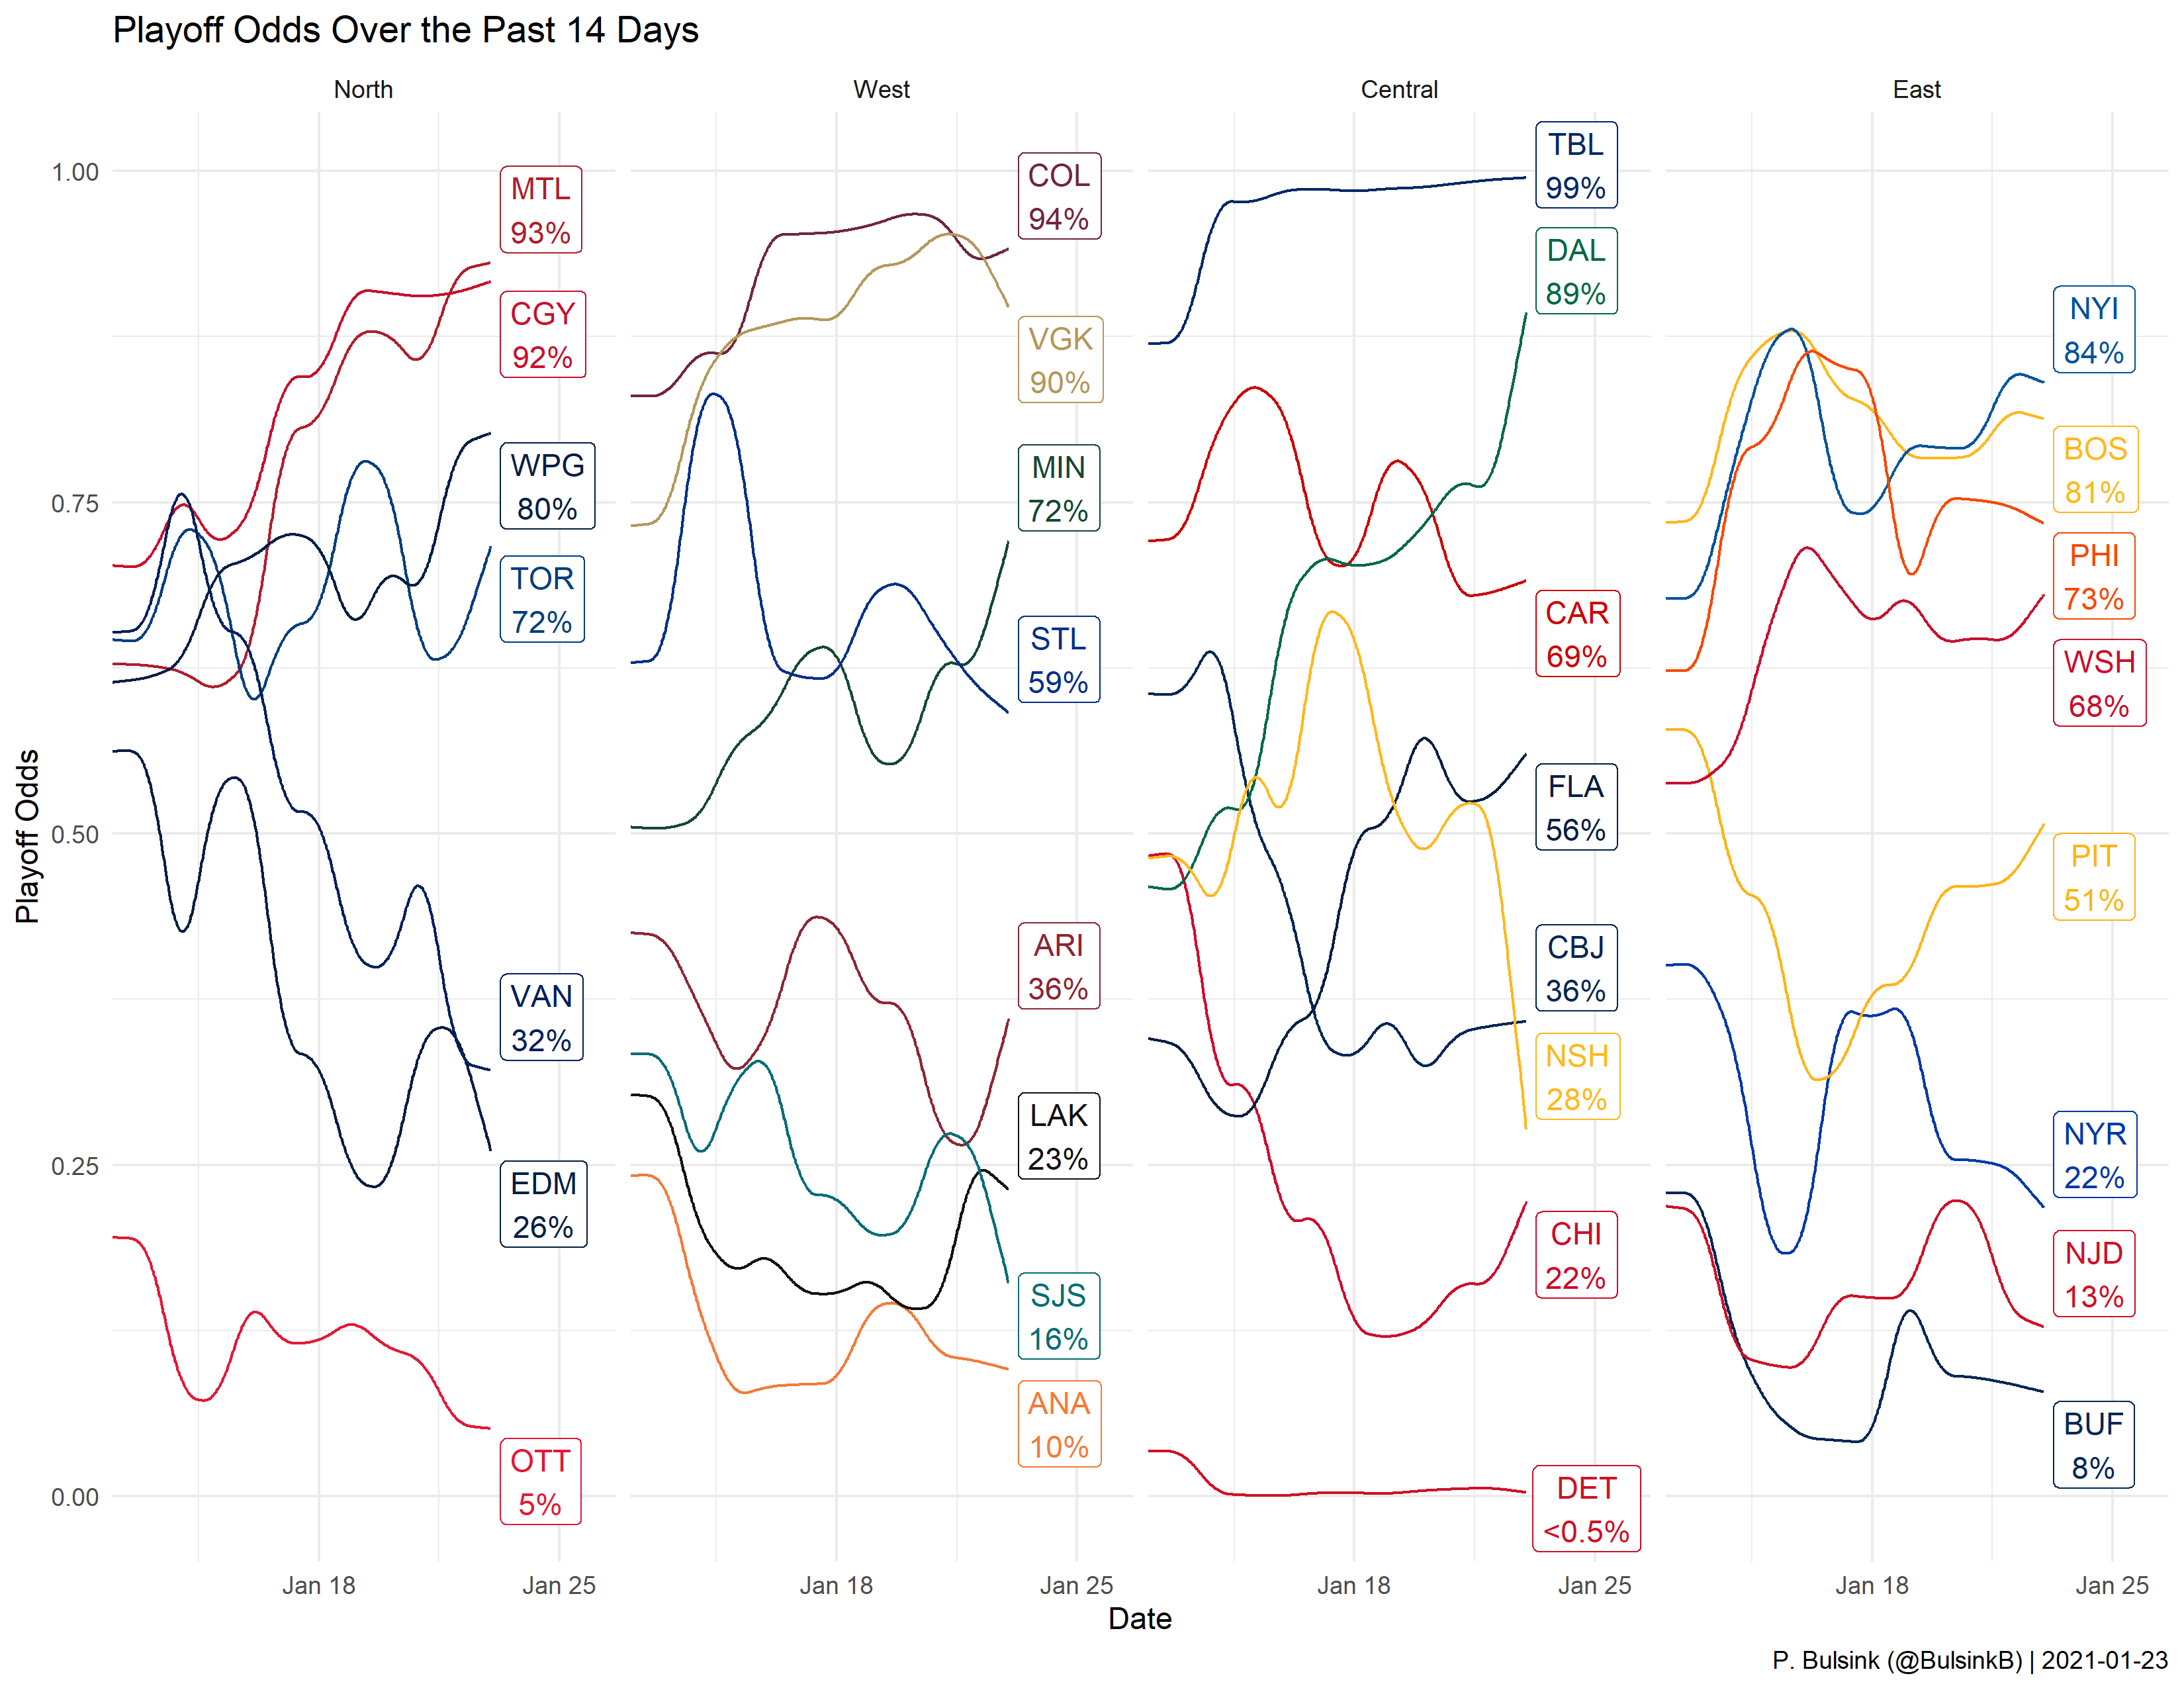 Playoff Odds Over the Past 14 Days
North
West
Central
East
Playoff Odds
1.00
0.75
0.50
0.25
0.00
MTL
93%
CGY
92%
WPG
80%
TOR
72%
VAN
32%
EDM
26%
OTT
5%
COL
94%
VGK
90%
MIN
72%
STL
59%
ARI
36%
LAK
23%
SJS
16%
ANA
10%
TBL
99%
DAL
89%
CAR
69%
FLA
56%
CBJ
36%
NSH
28%
CHI
22%
DET
<0.5%
NYI
84%
BOS
81%
PHI
73%
WSH
68%
PIT
51%
NYR
22%
NJD
13%
BUF
8%
Jan 18
Jan 25
Jan 18
Jan 25
Jan 18
Jan 25
Jan 18
Jan 25
Date
P. Bulsink (@BulsinkB) | 2021-01-23